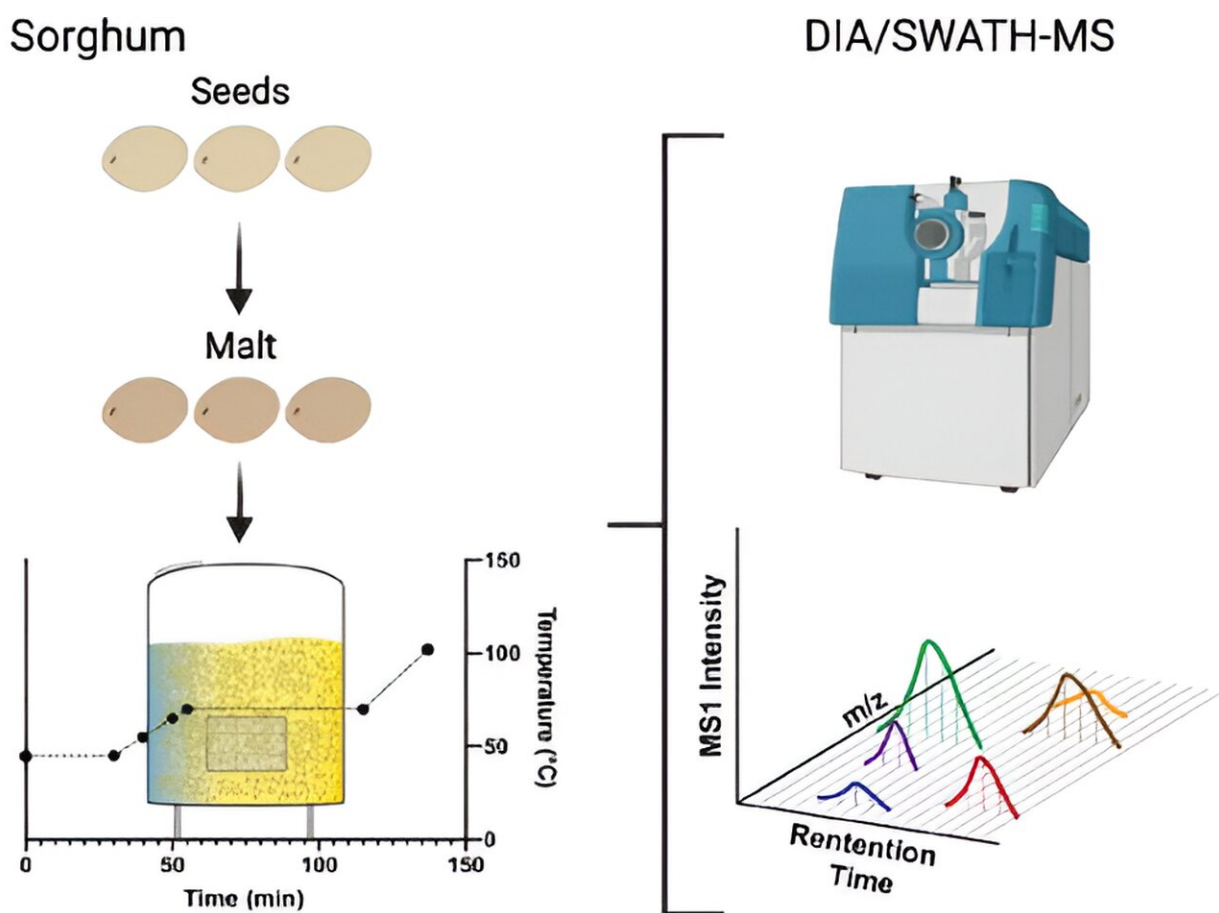 Sorghum
Seeds
Malt
150
100
50
0
Temperature (°C)
0 50 100 150
Time (min)
DIA/SWATH-MS
MS1 Intensity
m/z
Rentention
Time